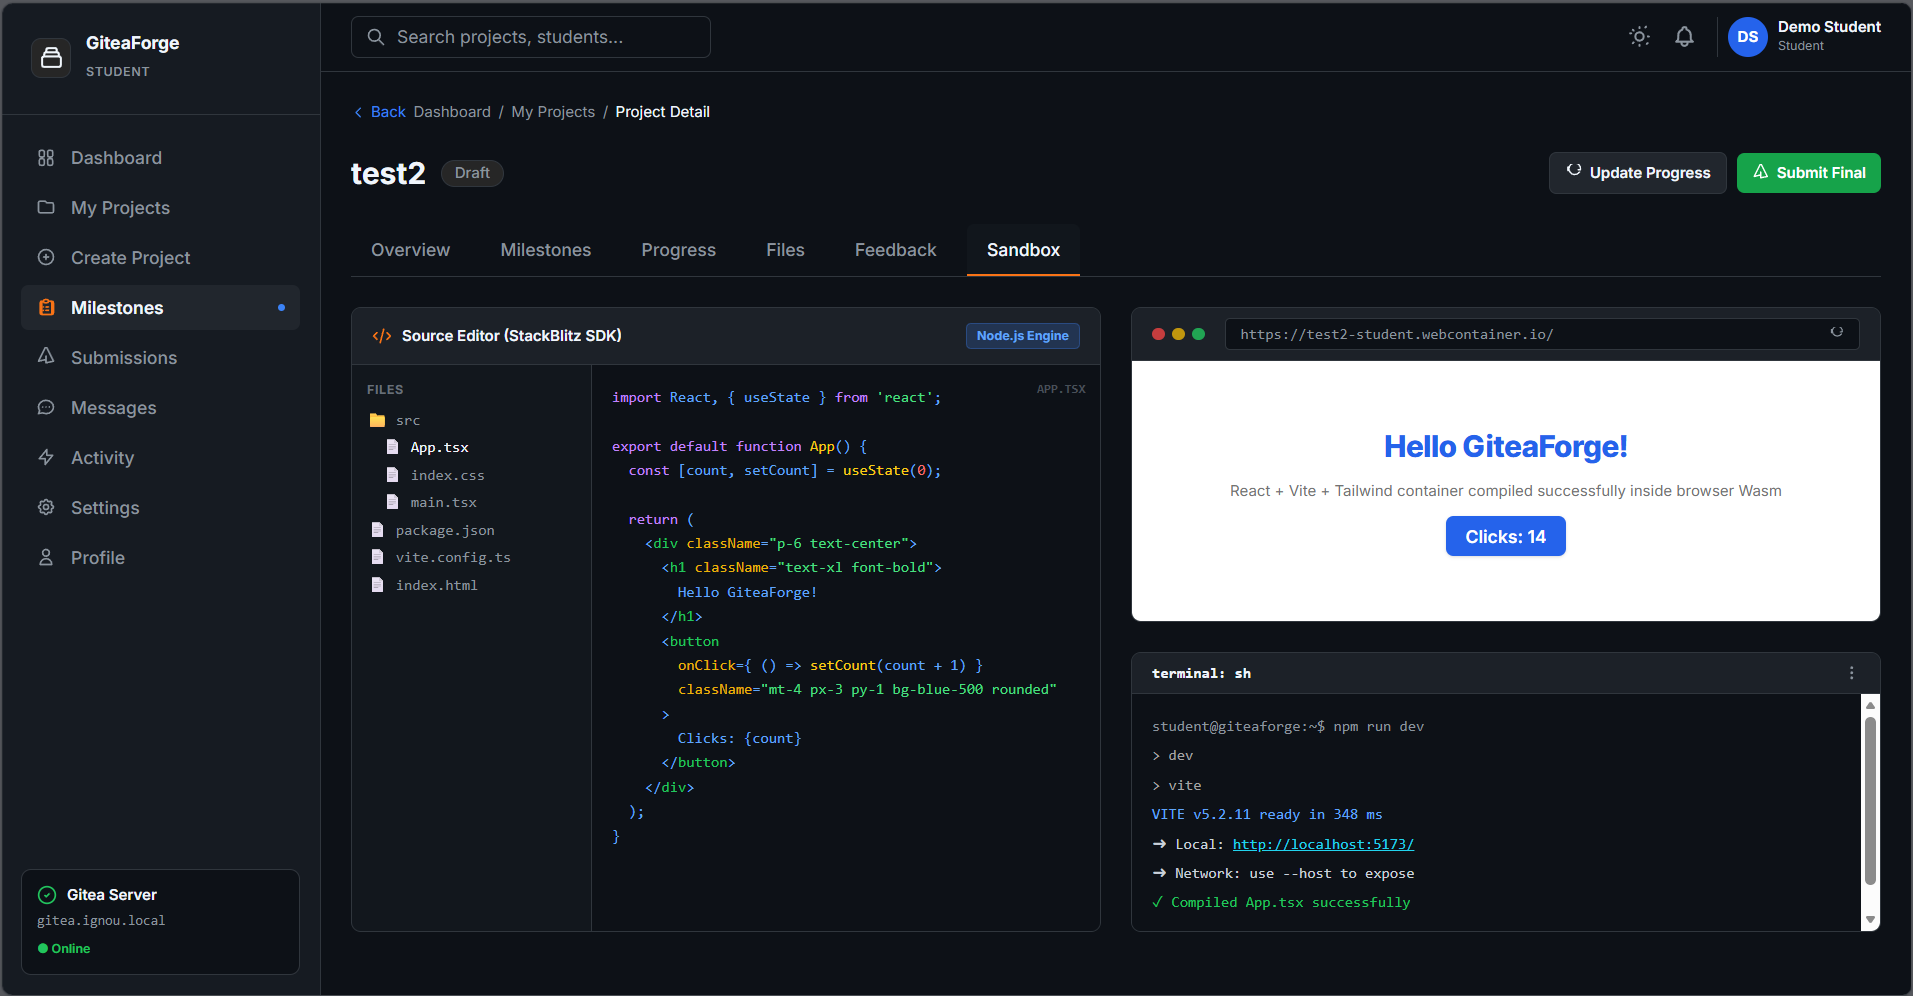 GiteaForge
STUDENT
Dashboard
My Projects
Create Project
Milestones
Submissions
Messages
Activity
Settings
Profile
Gitea Server
gitea.ignou.local
Online
Search projects, students...
DS
Demo Student
Student
Back Dashboard / My Projects / Project Detail
test2 Draft
Update Progress
Submit Final
Overview Milestones Progress Files Feedback Sandbox
</> Source Editor (StackBlitz SDK)
Node.js Engine
FILES
src
App.tsx
index.css
main.tsx
package.json
vite.config.ts
index.html
APP.TSX
import React, { useState } from 'react';
export default function App() {
const [count, setCount] = useState(0);
return (
<div className="p-6 text-center">
<h1 className="text-xl font-bold">
Hello GiteaForge!
</h1>
<button
onClick={ () => setCount(count + 1) }
className="mt-4 px-3 py-1 bg-blue-500 rounded"
>
Clicks: {count}
</button>
</div>
);
}
https://test2-student.webcontainer.io/
Hello GiteaForge!
React + Vite + Tailwind container compiled successfully inside browser Wasm
Clicks: 14
terminal: sh
student@giteaforge:~$ npm run dev
> dev
> vite
VITE v5.2.11 ready in 348 ms
➜ Local: http://localhost:5173/
➜ Network: use --host to expose
✓ Compiled App.tsx successfully